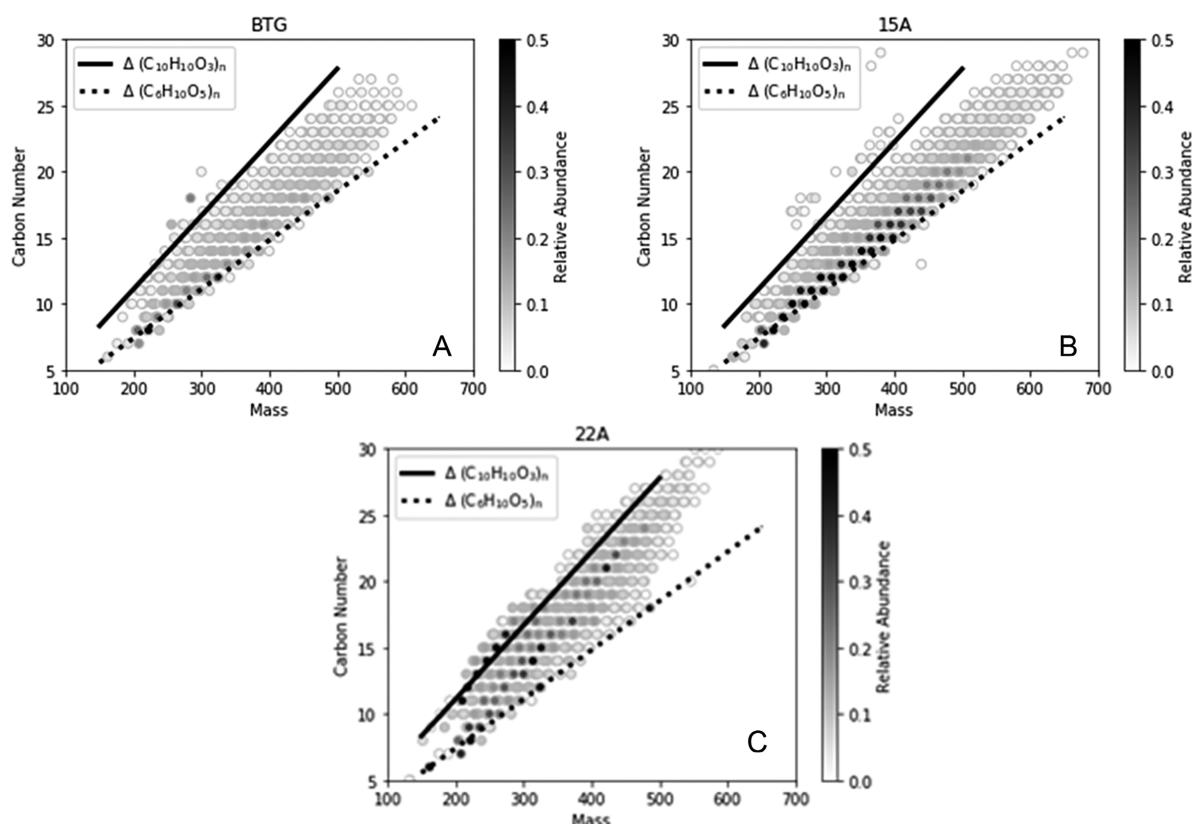 BTG
30
25
20
15
10
5
Carbon Number
Δ (C₁₀H₁₀O₃)ₙ
Δ (C₆H₁₀O₅)ₙ
A
100 200 300 400 500 600 700
Mass
0.5
0.4
0.3
0.2
0.1
0.0
Relative Abundance
15A
30
25
20
15
10
5
Carbon Number
Δ (C₁₀H₁₀O₃)ₙ
Δ (C₆H₁₀O₅)ₙ
B
100 200 300 400 500 600 700
Mass
0.5
0.4
0.3
0.2
0.1
0.0
Relative Abundance
22A
30
25
20
15
10
5
Carbon Number
Δ (C₁₀H₁₀O₃)ₙ
Δ (C₆H₁₀O₅)ₙ
C
100 200 300 400 500 600 700
Mass
0.5
0.4
0.3
0.2
0.1
0.0
Relative Abundance